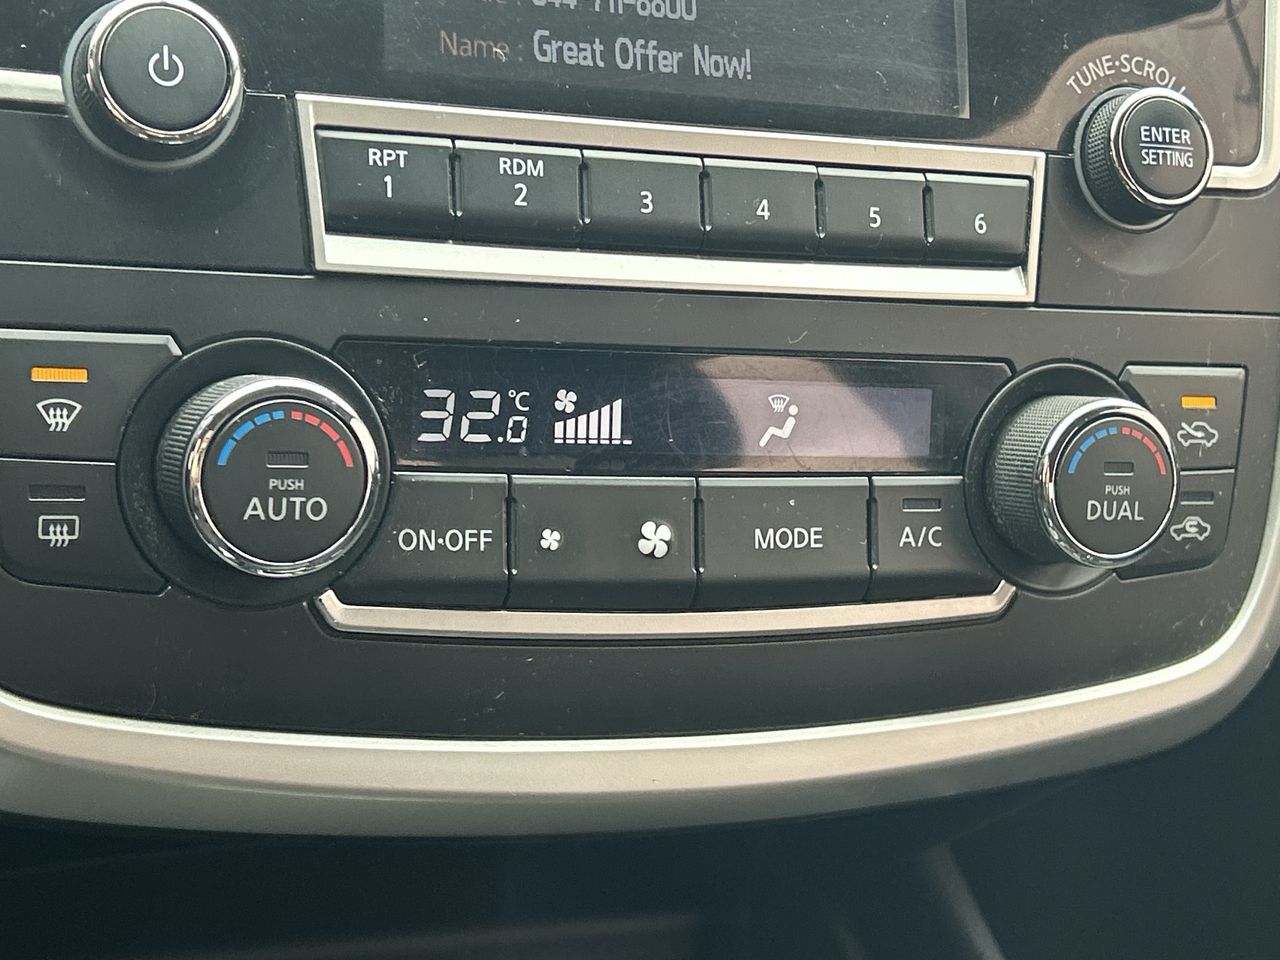 Name : Great Offer Now!
TUNE•SCROLL
ENTER
SETTING
RPT
1
RDM
2
3
4
5
6
32.0 °C
PUSH
AUTO
ON•OFF
MODE
A/C
PUSH
DUAL